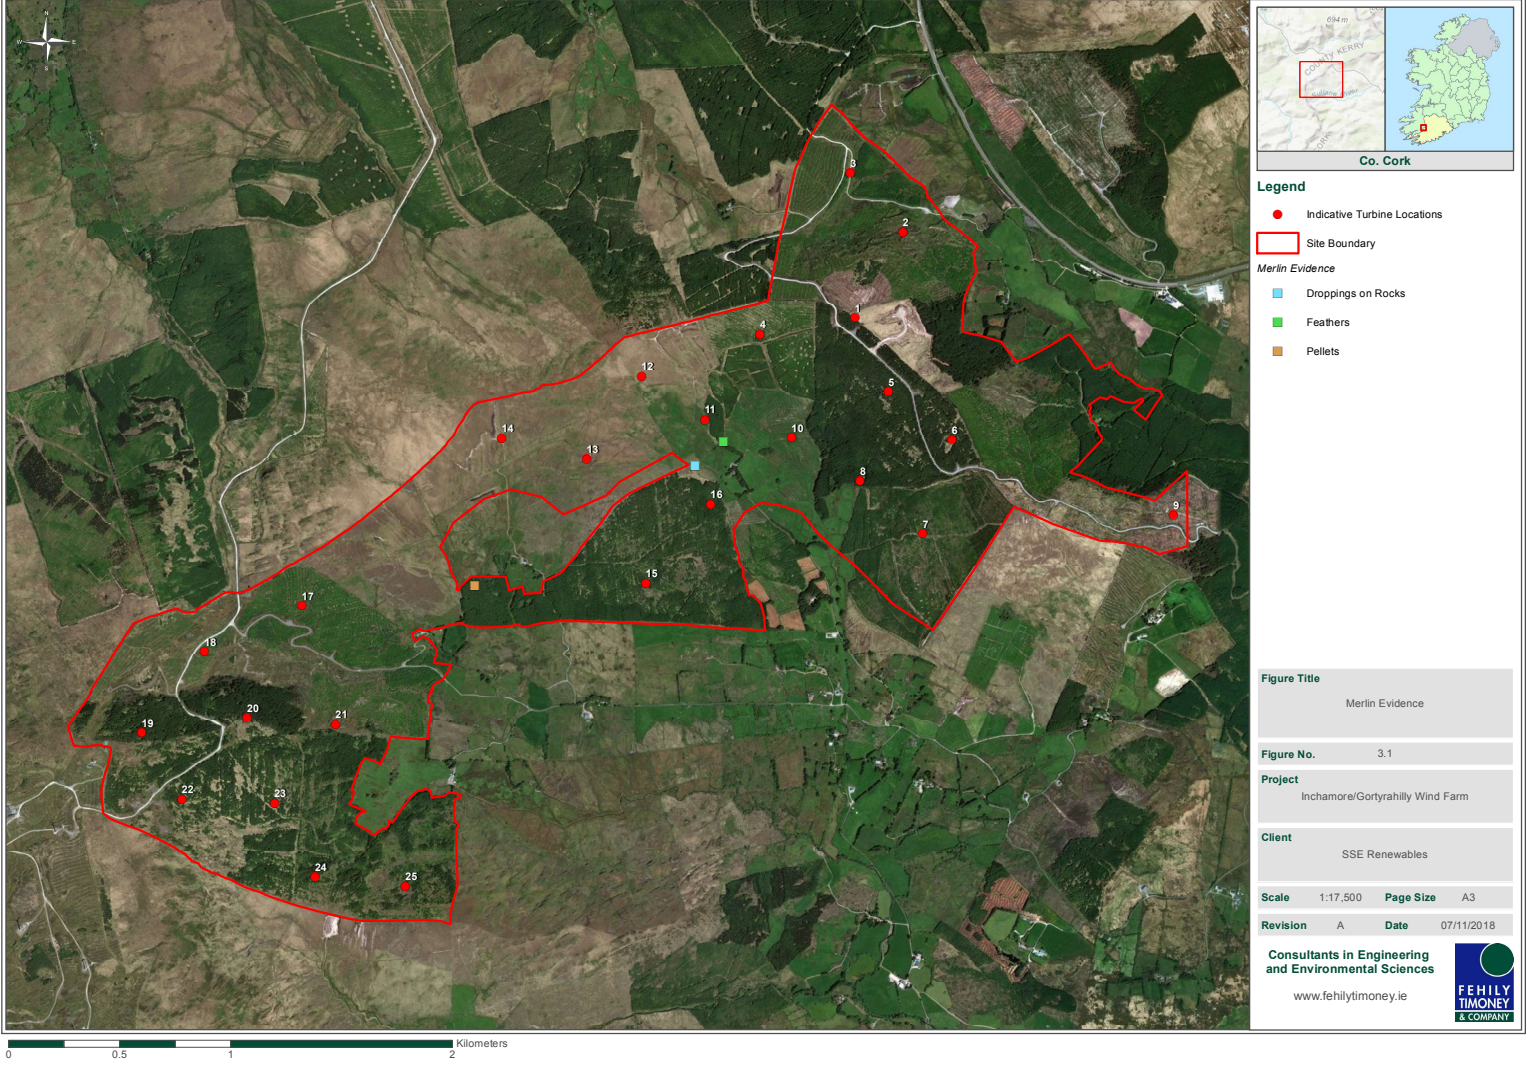 N
W
E
S
3
2
1
4
12
5
11
14
10
6
13
8
16
9
7
15
17
18
20
21
19
22
23
24
25
694 m
COUNTY KERRY
Sullane River
Co. Cork
Legend
Indicative Turbine Locations
Site Boundary
Merlin Evidence
Droppings on Rocks
Feathers
Pellets
Figure Title
Merlin Evidence
Figure No. 3.1
Project
Inchamore/Gortyrahilly Wind Farm
Client
SSE Renewables
Scale 1:17,500 Page Size A3
Revision A Date 07/11/2018
Consultants in Engineering
and Environmental Sciences
www.fehilytimoney.ie
FEHILY
TIMONEY
& COMPANY
Kilometers
0 0.5 1 2